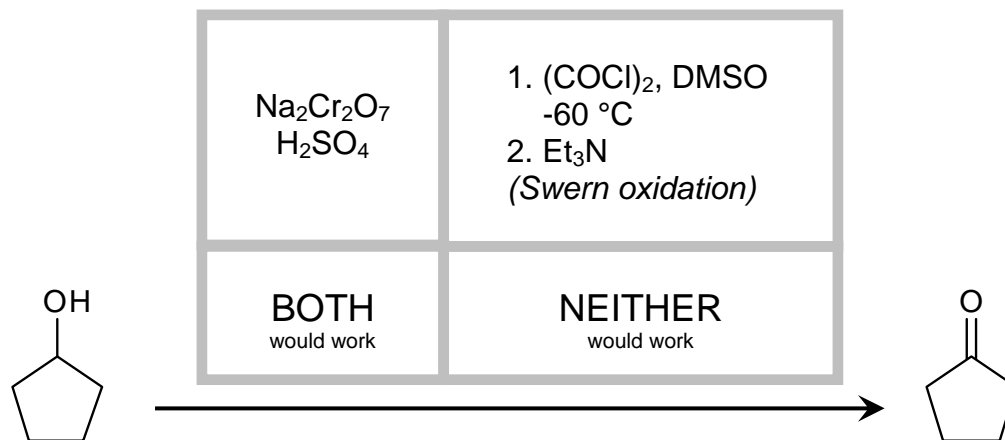 Na₂Cr₂O₇
H₂SO₄
1. (COCl)₂, DMSO
-60 °C
2. Et₃N
(Swern oxidation)
BOTH
would work
NEITHER
would work
OH
O